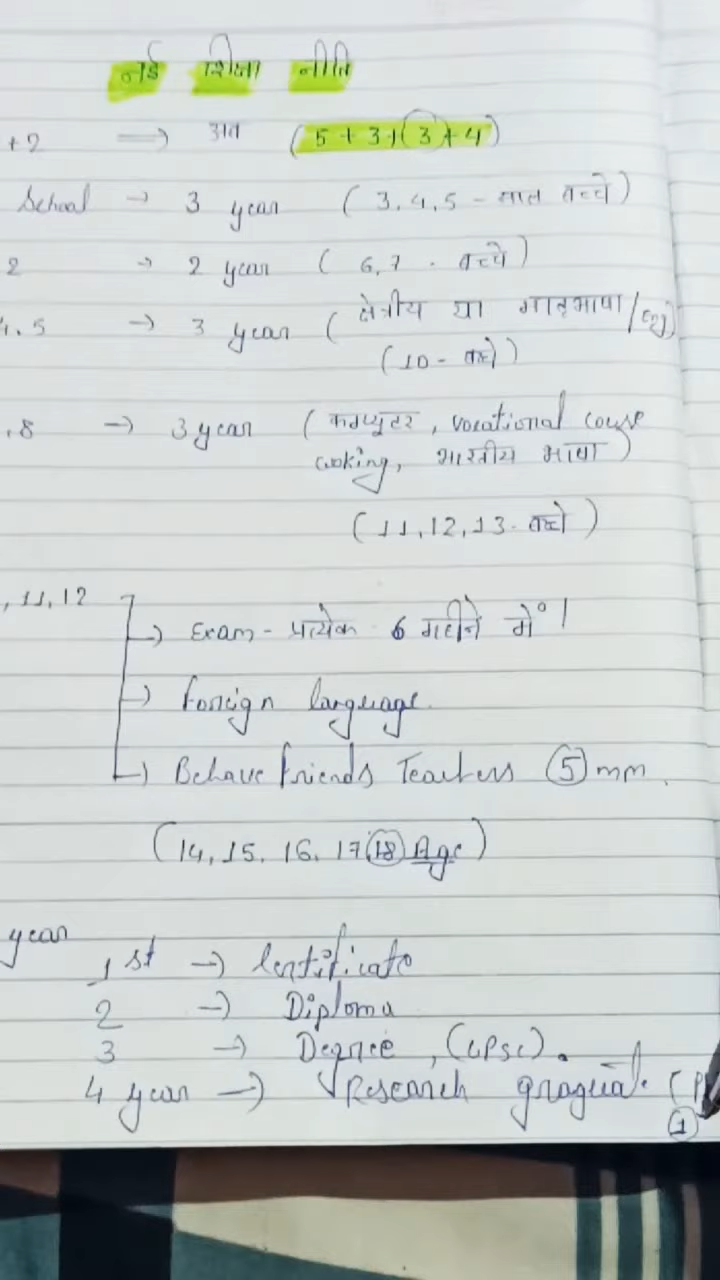 नई शिक्षा नीति
+2 ⟹ अब (5+3+(3)+4)
School → 3 year (3,4,5 - साल बच्चे)
2 → 2 year ( 6,7 - बच्चे)
4,5 → 3 year ( क्षेत्रीय या मातृभाषा/Eng)
(10 - बच्चे)
,8 → 3 year (कम्प्यूटर, vocational course
cooking, भारतीय भाषा)
(11,12,13- बच्चे)
, 11,12
→ Exam - प्रत्येक 6 महीने में।
→ Foreign language.
→ Behave friends Teachers (5) mm.
(14, 15, 16, 17 (18) Age)
year
1st → Certificate
2 → Diploma
3 → Degree, (UPSC).
4 year → Research graguat. (P
(1)